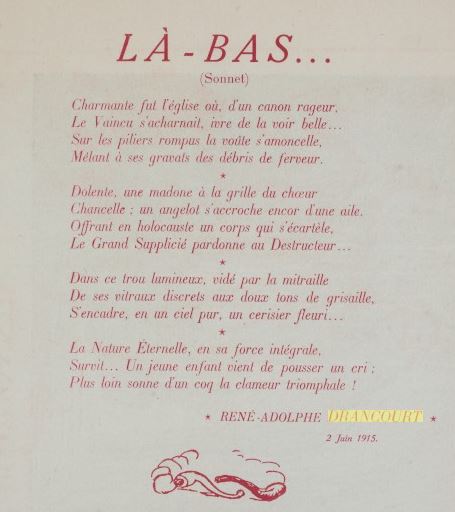 LÀ-BAS...
(Sonnet)
Charmante fut l'église où, d'un canon rageur,
Le Vaincu s'acharnait, ivre de la voir belle...
Sur les piliers rompus la voûte s'amoncelle,
Mêlant à ses gravats des débris de ferveur.
*
Dolente, une madone à la grille du chœur
Chancelle ; un angelot s'accroche encor d'une aile.
Offrant en holocauste un corps qui s'écartèle,
Le Grand Supplicié pardonne au Destructeur...
*
Dans ce trou lumineux, vidé par la mitraille
De ses vitraux discrets aux doux tons de grisaille,
S'encadre, en un ciel pur, un cerisier fleuri...
*
La Nature Éternelle, en sa force intégrale,
Survit... Un jeune enfant vient de pousser un cri ;
Plus loin sonne d'un coq la clameur triomphale !
* RENÉ-ADOLPHE DRANCOURT *
2 Juin 1915.